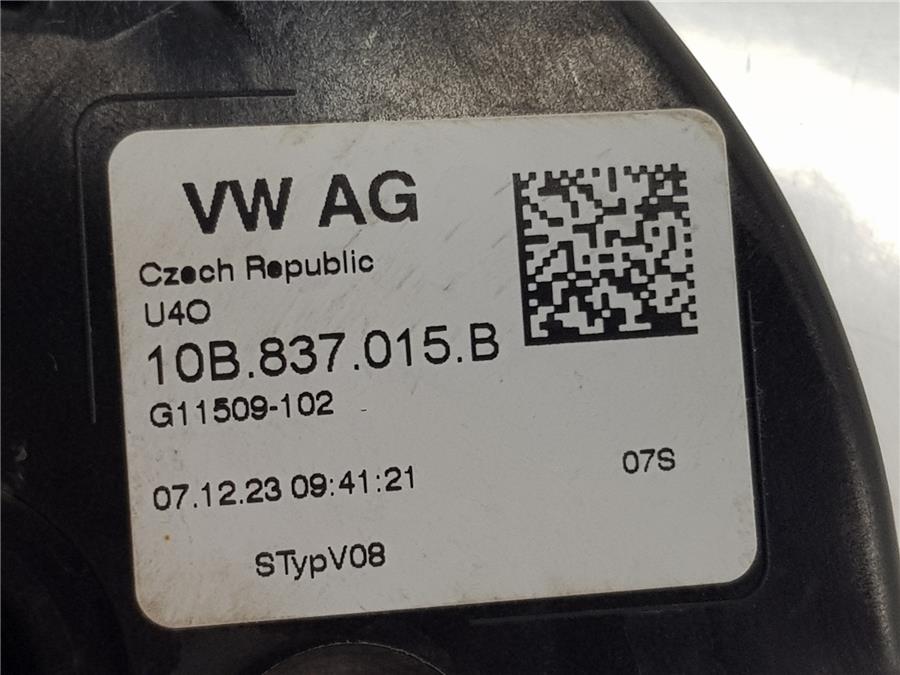 VW AG
Czech Republic
U4O
10B.837.015.B
G11509-102
07.12.23 09:41:21
07S
STypV08